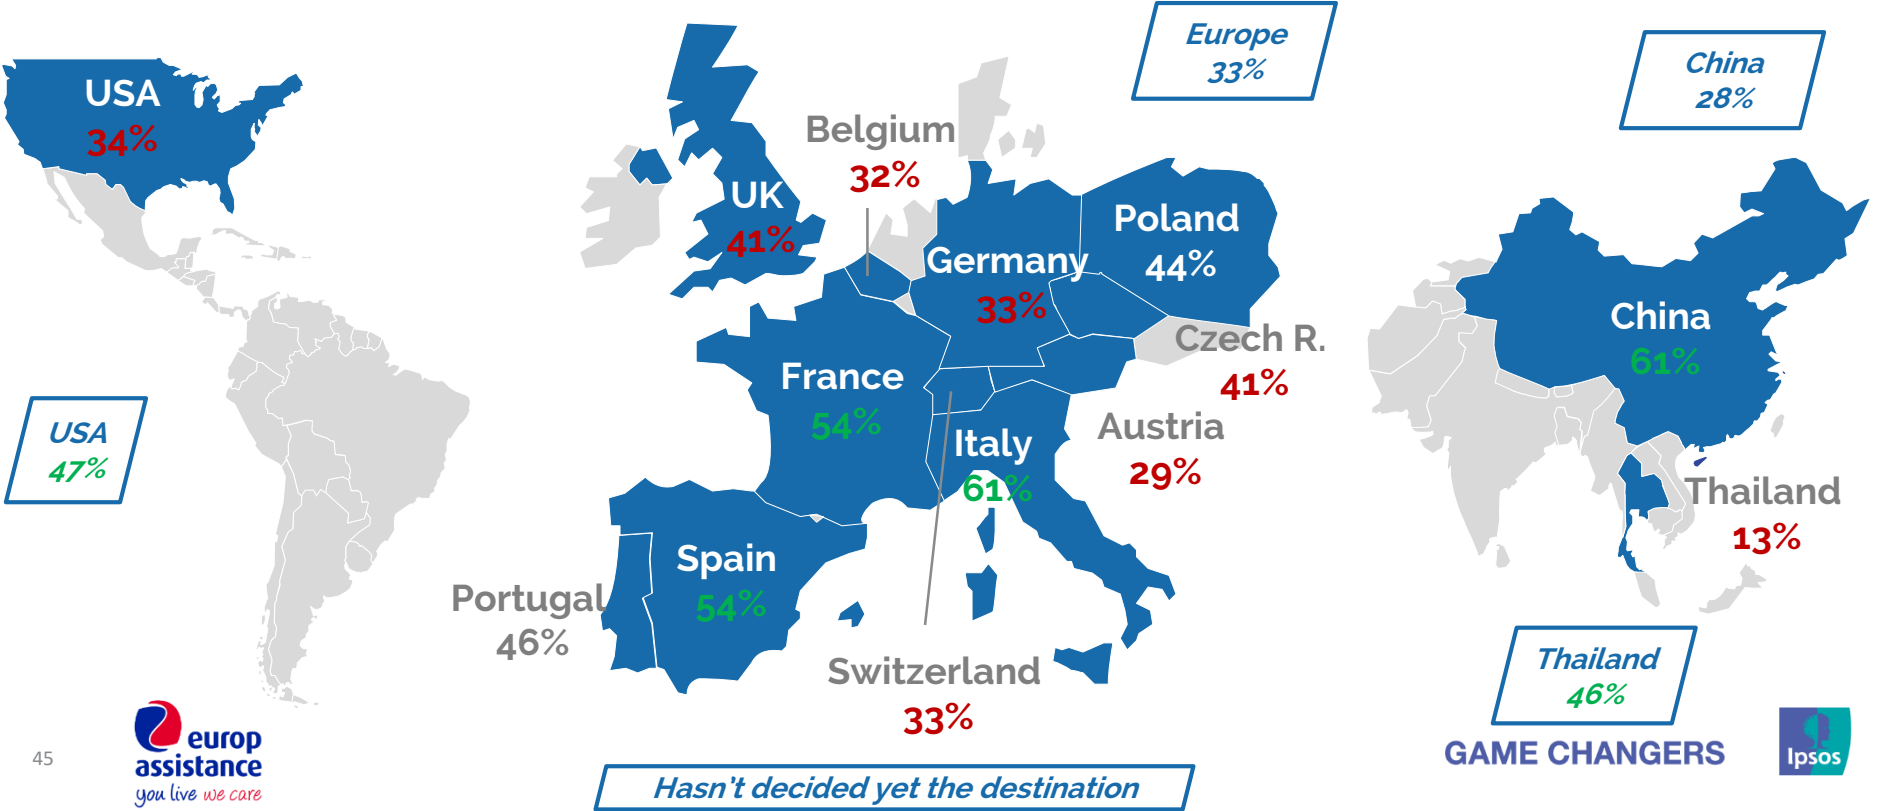 Europe
33%
China
28%
USA
34%
Belgium
32%
UK
41%
Poland
44%
Germany
33%
China
61%
Czech R.
41%
France
54%
USA
47%
Austria
29%
Italy
61%
Thailand
13%
Spain
54%
Portugal
46%
Switzerland
33%
Thailand
46%
45
europ
assistance
you live we care
GAME CHANGERS
Ipsos
Hasn't decided yet the destination